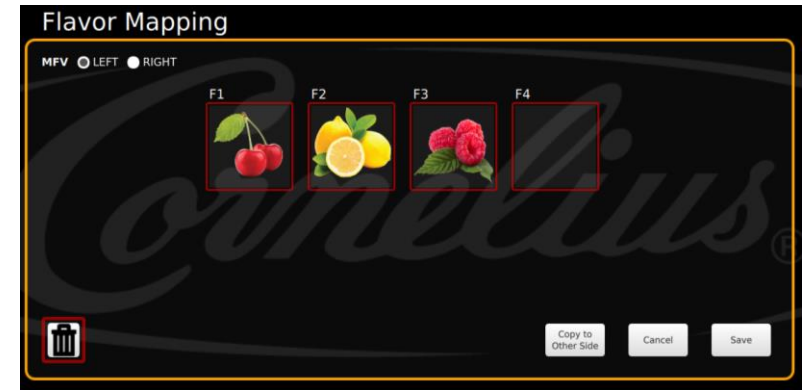 Flavor Mapping
MFV LEFT RIGHT
F1 F2 F3 F4
Cornelius®
Copy to
Other Side
Cancel
Save